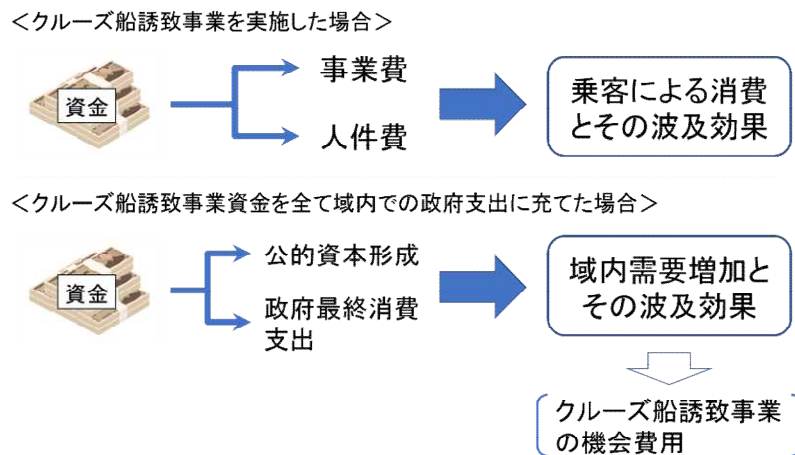 ＜クルーズ船誘致事業を実施した場合＞
資金
事業費
人件費
乗客による消費
とその波及効果
＜クルーズ船誘致事業資金を全て域内での政府支出に充てた場合＞
資金
公的資本形成
政府最終消費
支出
域内需要増加と
その波及効果
クルーズ船誘致事業
の機会費用